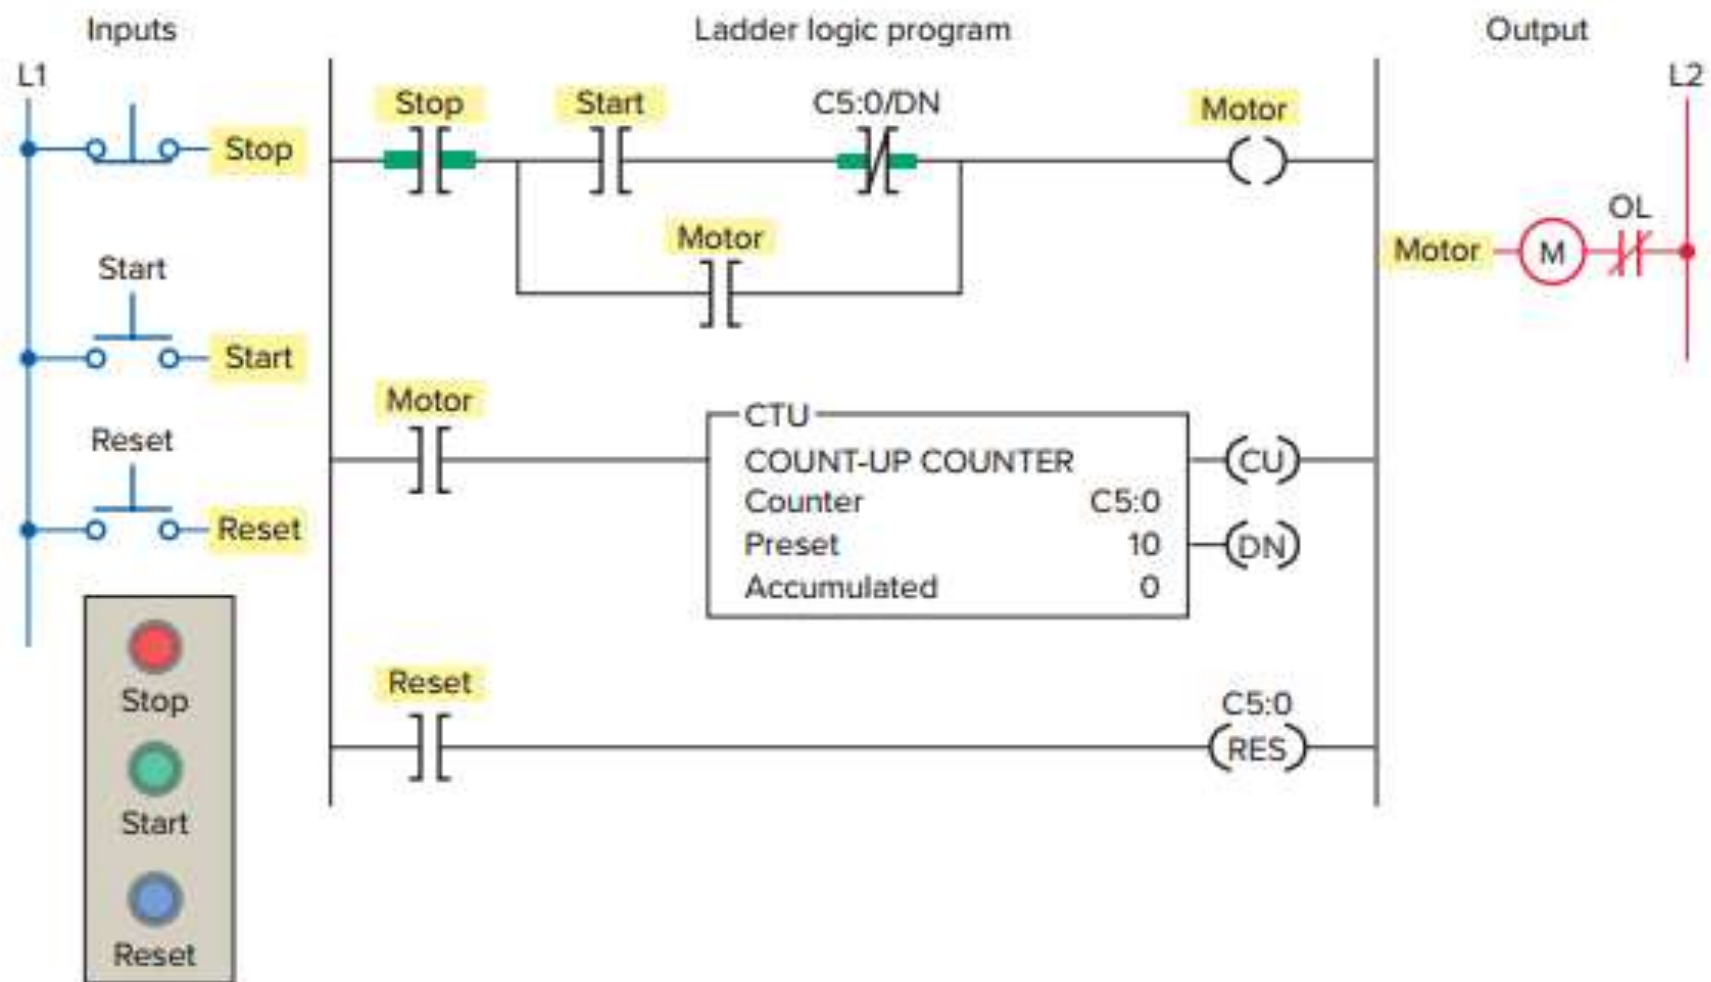 Inputs
Ladder logic program
Output
L1
L2
Stop
Stop
Start
C5:0/DN
Motor
Motor
Motor
M
OL
Start
Start
Reset
Reset
Motor
CTU
COUNT-UP COUNTER
Counter C5:0
Preset 10
Accumulated 0
CU
DN
Reset
C5:0
RES
Stop
Start
Reset